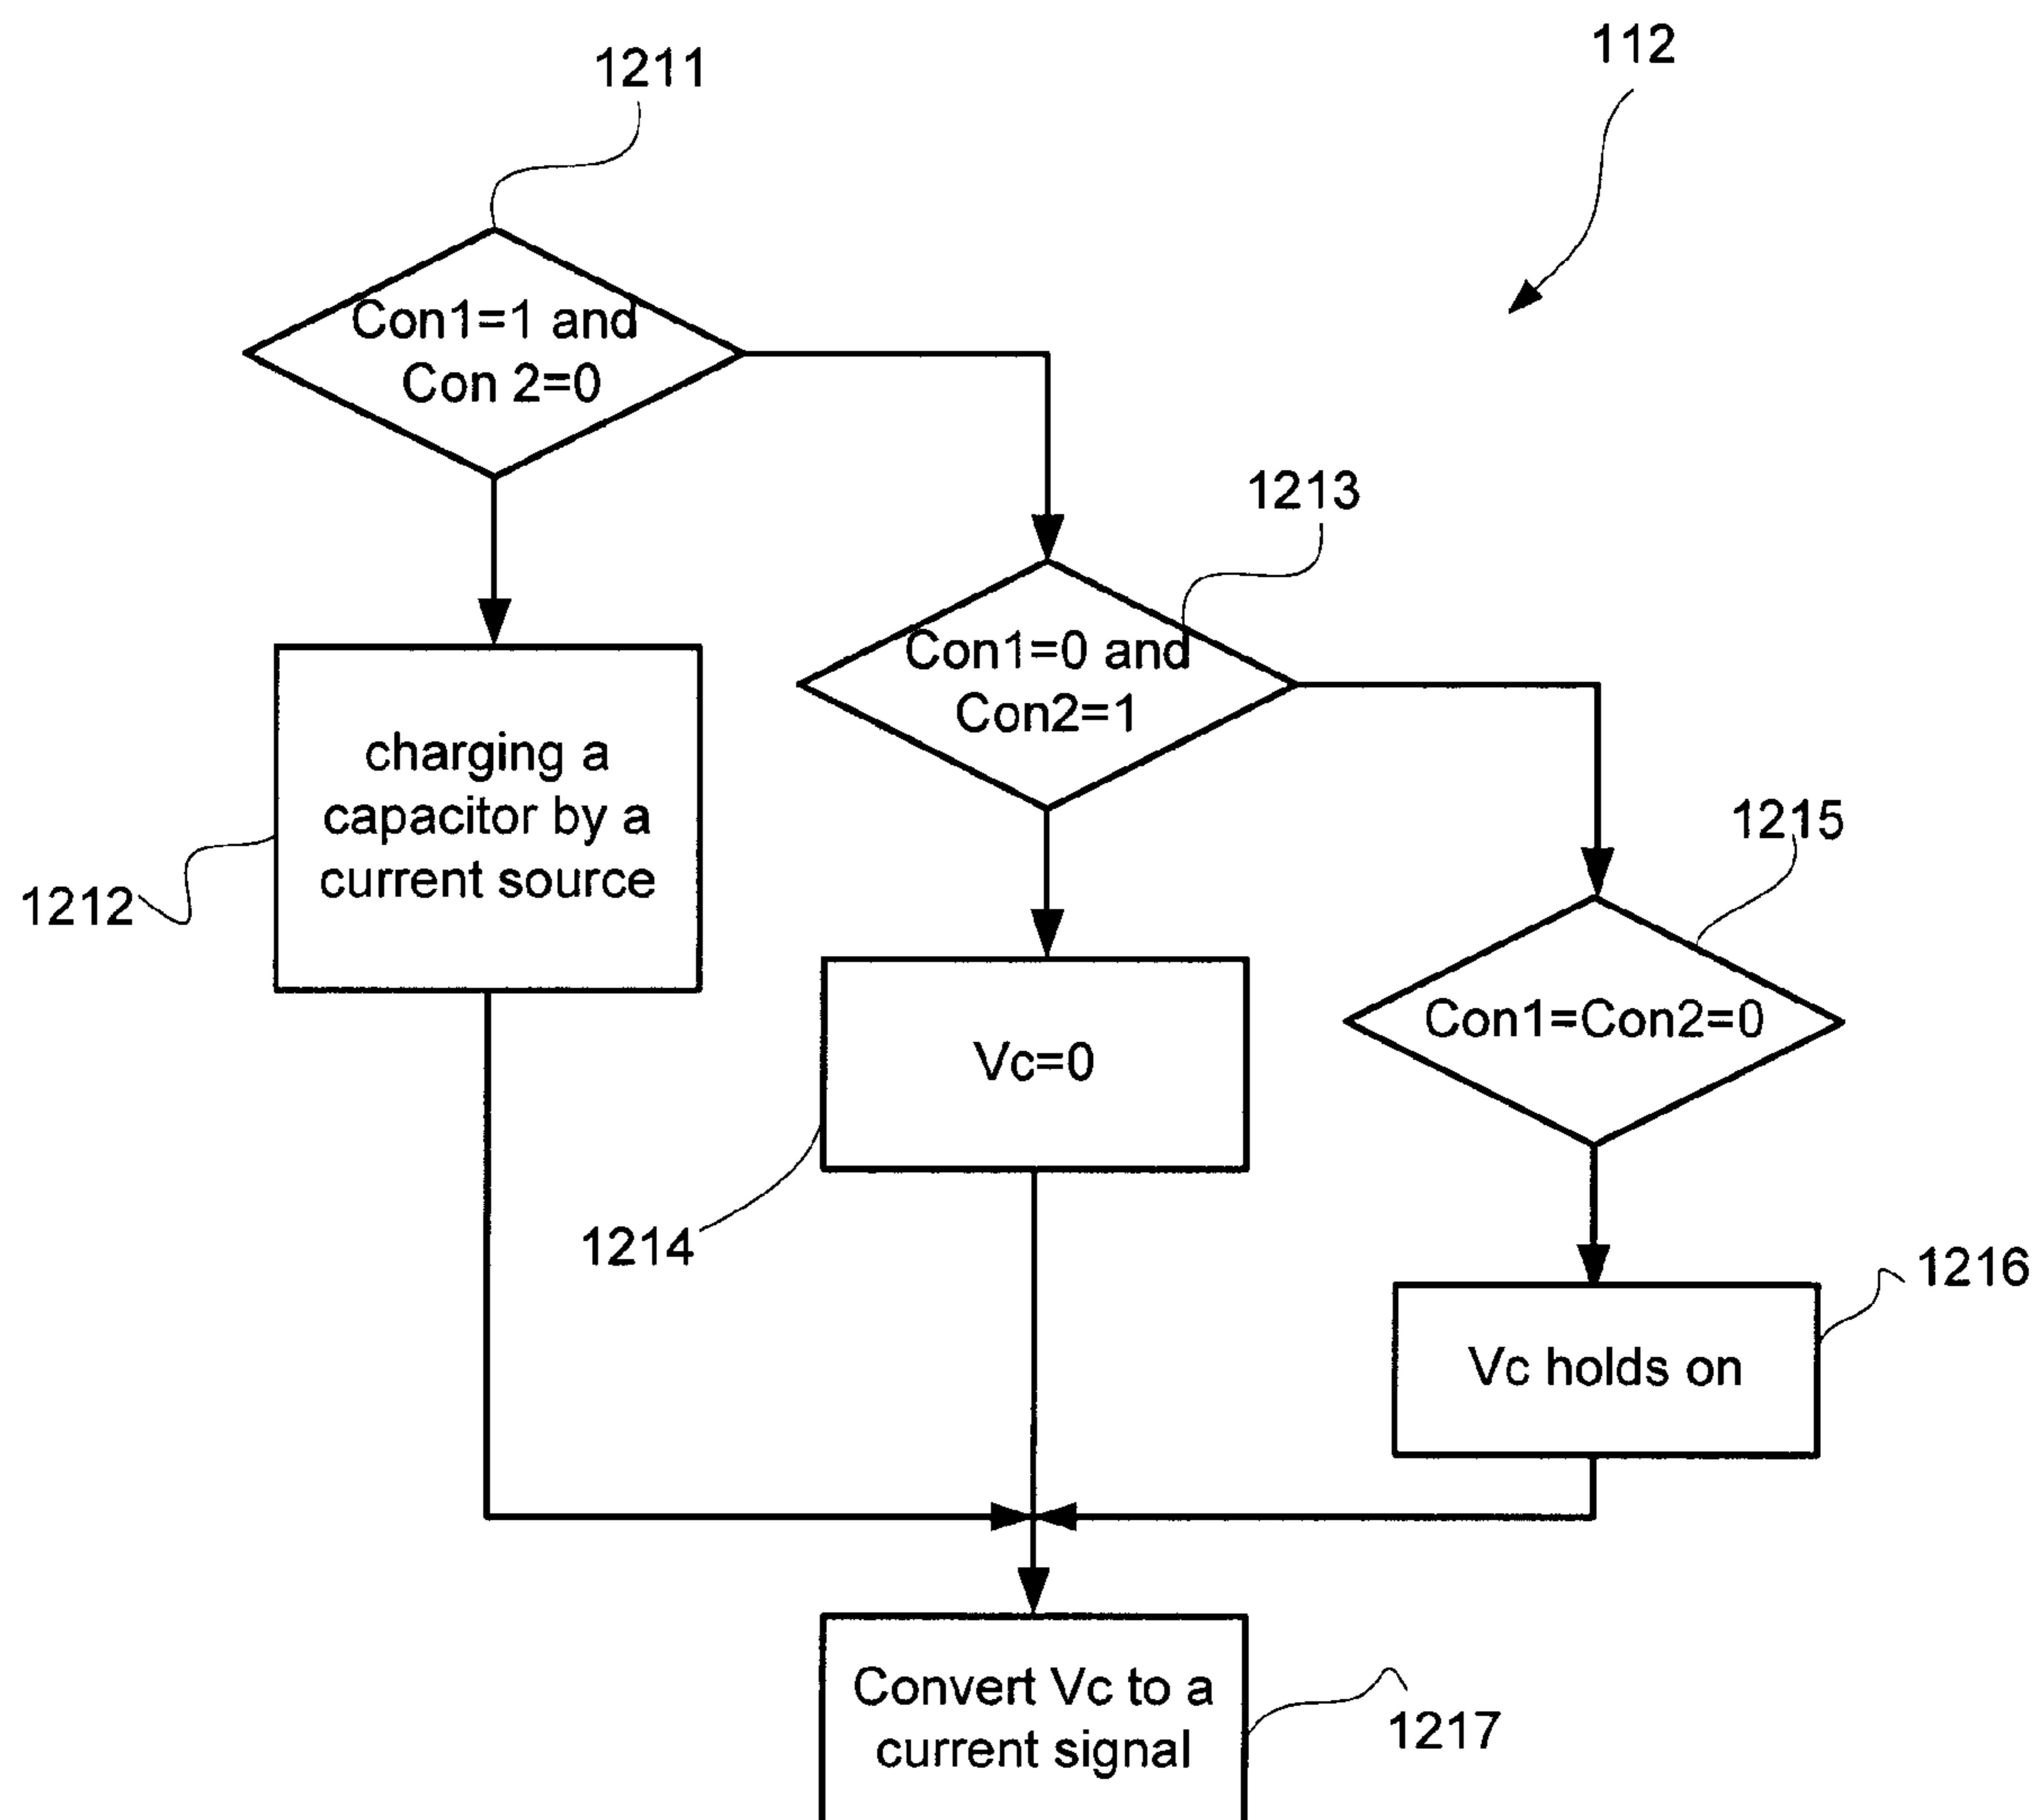 1211
112
Con1=1 and
Con 2=0
1213
Con1=0 and
Con2=1
charging a
capacitor by a
current source
1212
1215
Con1=Con2=0
Vc=0
1214
1216
Vc holds on
Convert Vc to a
current signal
1217